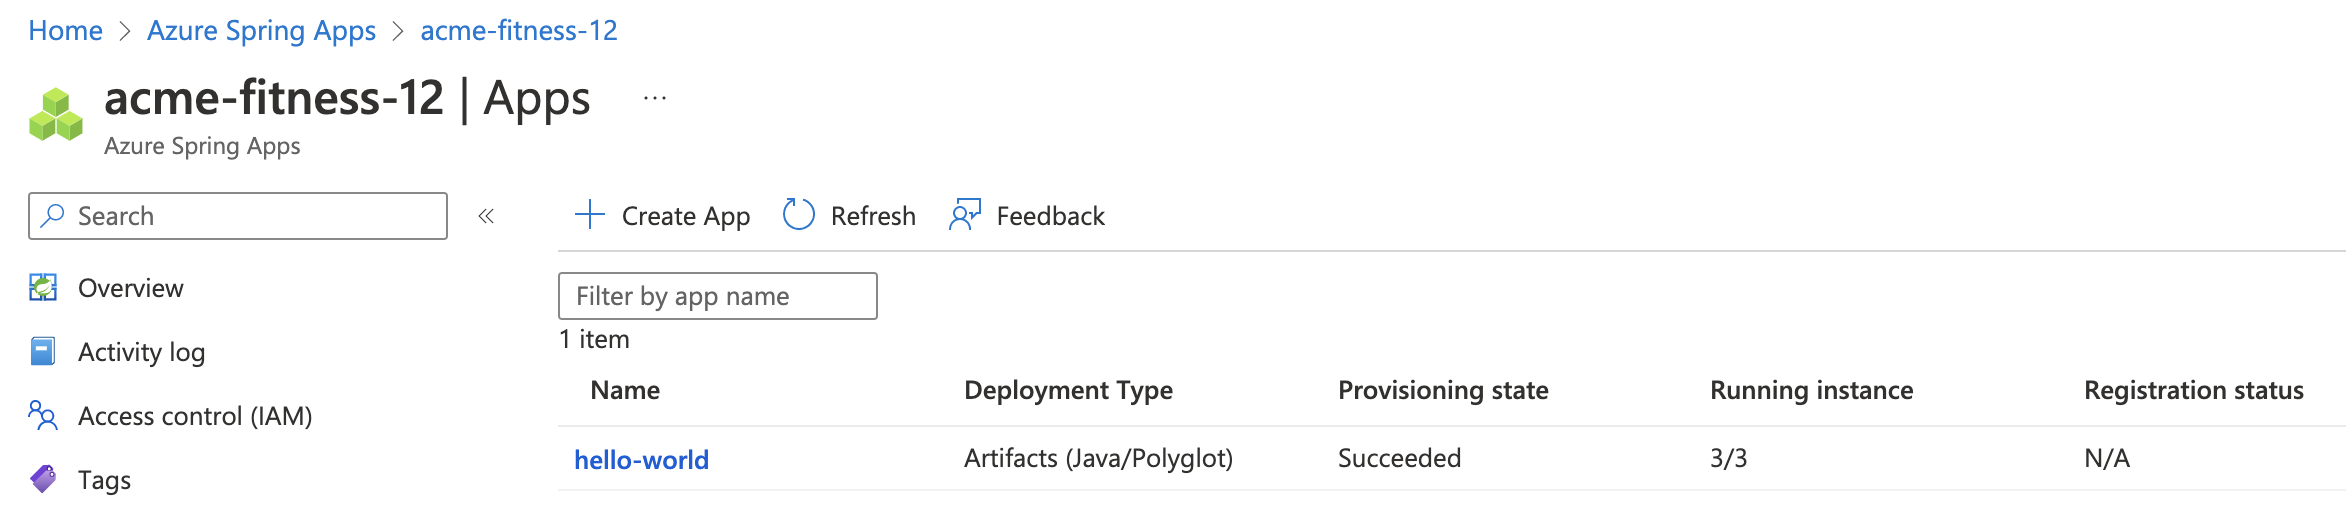 Home > Azure Spring Apps > acme-fitness-12
acme-fitness-12 | Apps ...
Azure Spring Apps
Search «
Create App Refresh Feedback
Filter by app name
1 item
Overview
Activity log
Access control (IAM)
Tags
Name Deployment Type Provisioning state Running instance Registration status
hello-world Artifacts (Java/Polyglot) Succeeded 3/3 N/A